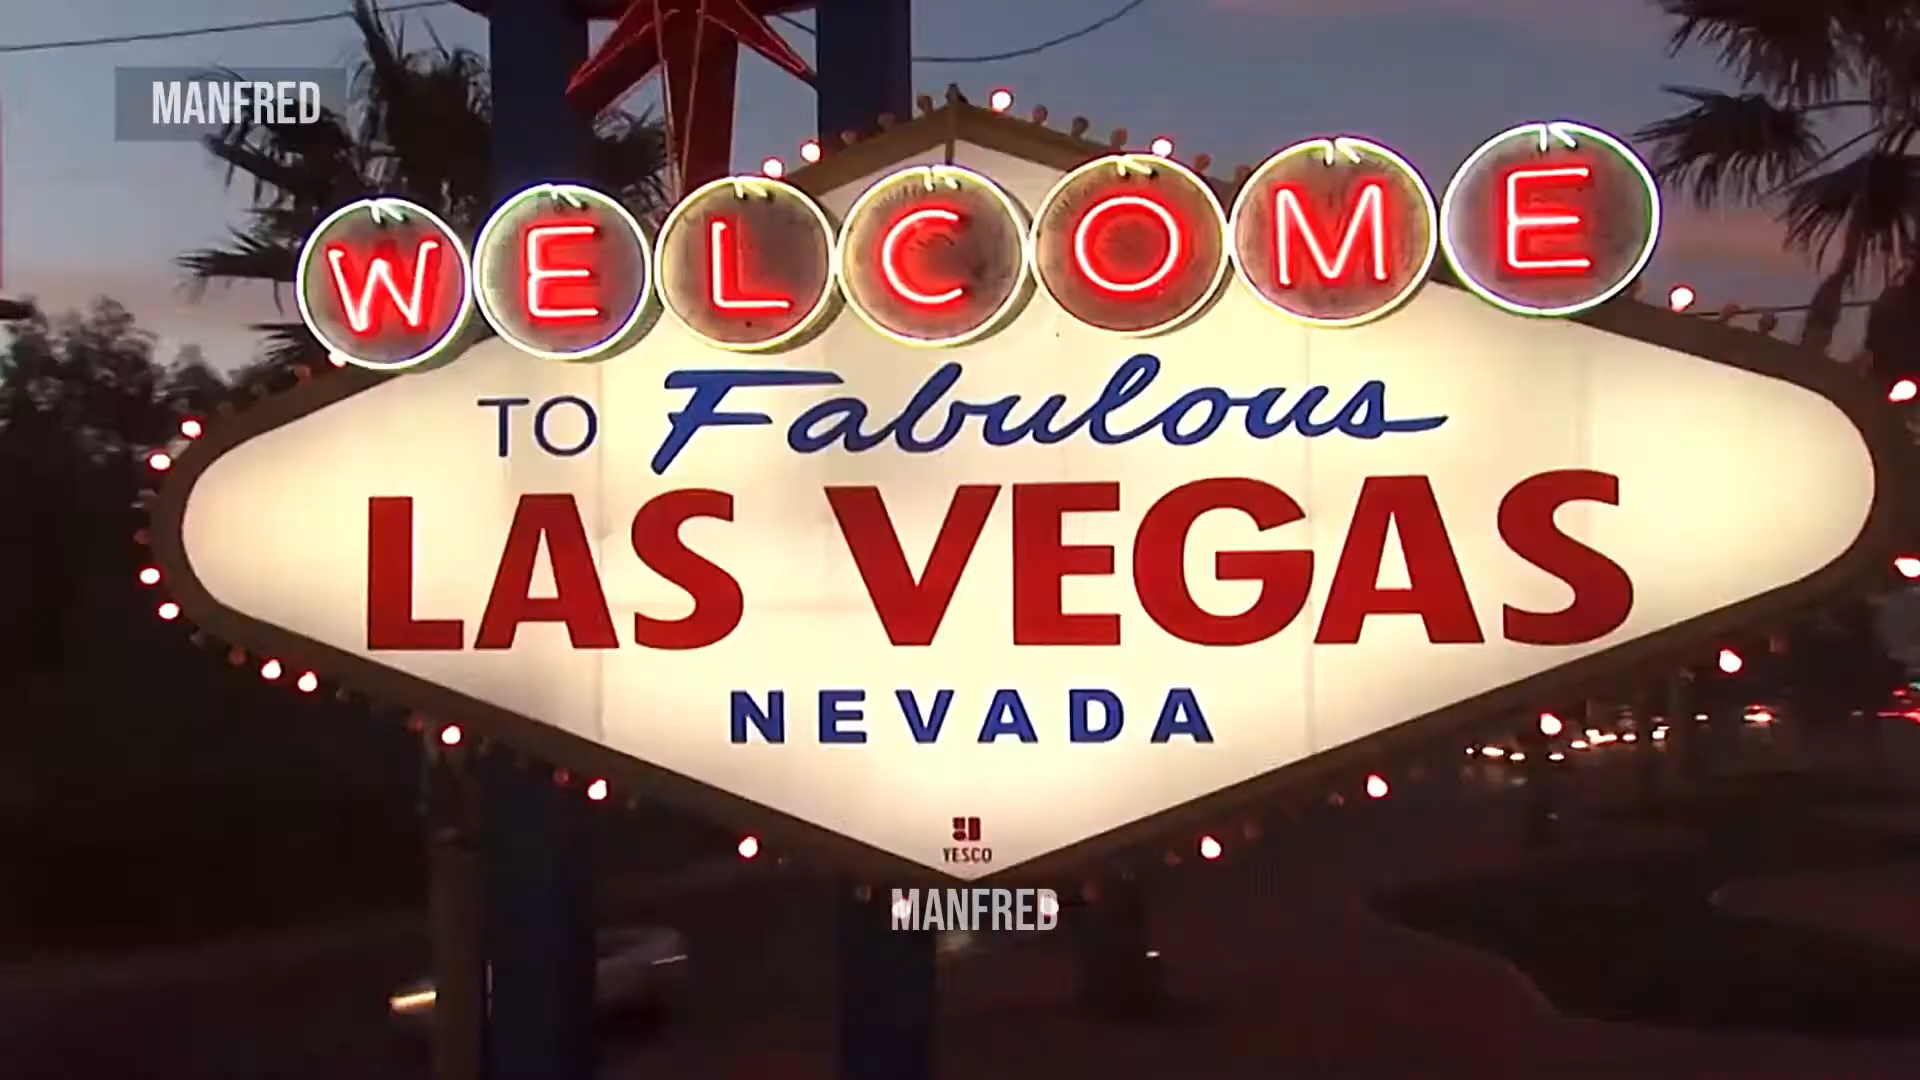 MANFRED
WELCOME
TO Fabulous
LAS VEGAS
NEVADA
YESCO
MANFRED